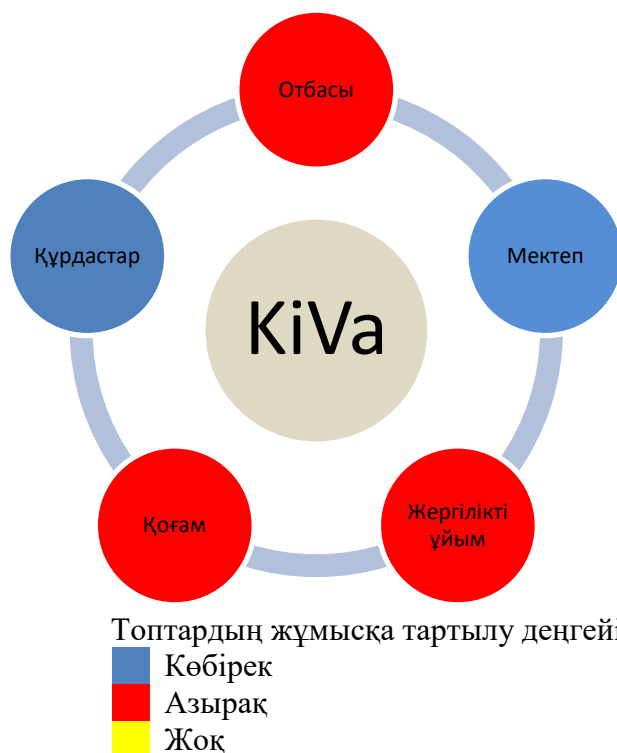 Отбасы
Құрдастар
Мектеп
KiVa
Қоғам
Жергілікті
ұйым
Топтардың жұмысқа тартылу деңгейі
Көбірек
Азырақ
Жоқ